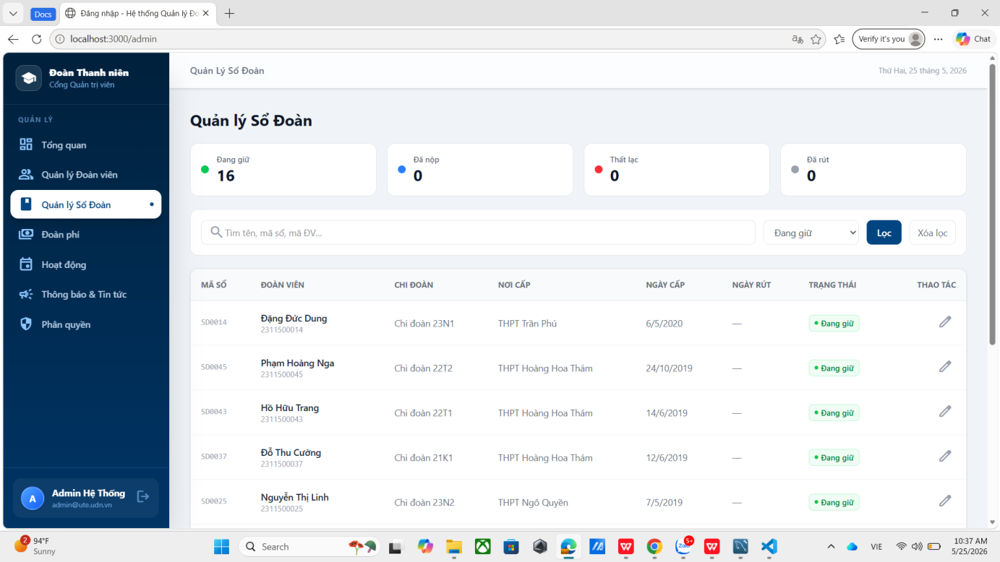 Docs
Đăng nhập - Hệ thống Quản lý Đo
localhost:3000/admin
Verify it's you
Chat
Đoàn Thanh niên
Cổng Quản trị viên
QUẢN LÝ
Tổng quan
Quản lý Đoàn viên
Quản lý Sổ Đoàn
Đoàn phí
Hoạt động
Thông báo & Tin tức
Phân quyền
A
Admin Hệ Thống
admin@ute.udn.vn
Quản Lý Sổ Đoàn
Thứ Hai, 25 tháng 5, 2026
Quản lý Sổ Đoàn
Đang giữ
16
Đã nộp
0
Thất lạc
0
Đã rút
0
Tìm tên, mã sổ, mã ĐV...
Đang giữ
Lọc
Xóa lọc
MÃ SỔ ĐOÀN VIÊN CHI ĐOÀN NƠI CẤP NGÀY CẤP NGÀY RÚT TRẠNG THÁI THAO TÁC
SD0014 Đặng Đức Dung Chi đoàn 23N1 THPT Trần Phú 6/5/2020 — Đang giữ
2311500014
SD0045 Phạm Hoàng Nga Chi đoàn 22T2 THPT Hoàng Hoa Thám 24/10/2019 — Đang giữ
2311500045
SD0043 Hồ Hữu Trang Chi đoàn 22T1 THPT Hoàng Hoa Thám 14/6/2019 — Đang giữ
2311500043
SD0037 Đỗ Thu Cường Chi đoàn 21K1 THPT Hoàng Hoa Thám 12/6/2019 — Đang giữ
2311500037
SD0025 Nguyễn Thị Linh Chi đoàn 23N2 THPT Ngô Quyền 7/5/2019 — Đang giữ
2311500025
2
94°F
Sunny
Search
Zalo
5+
VIE
10:37 AM
5/25/2026